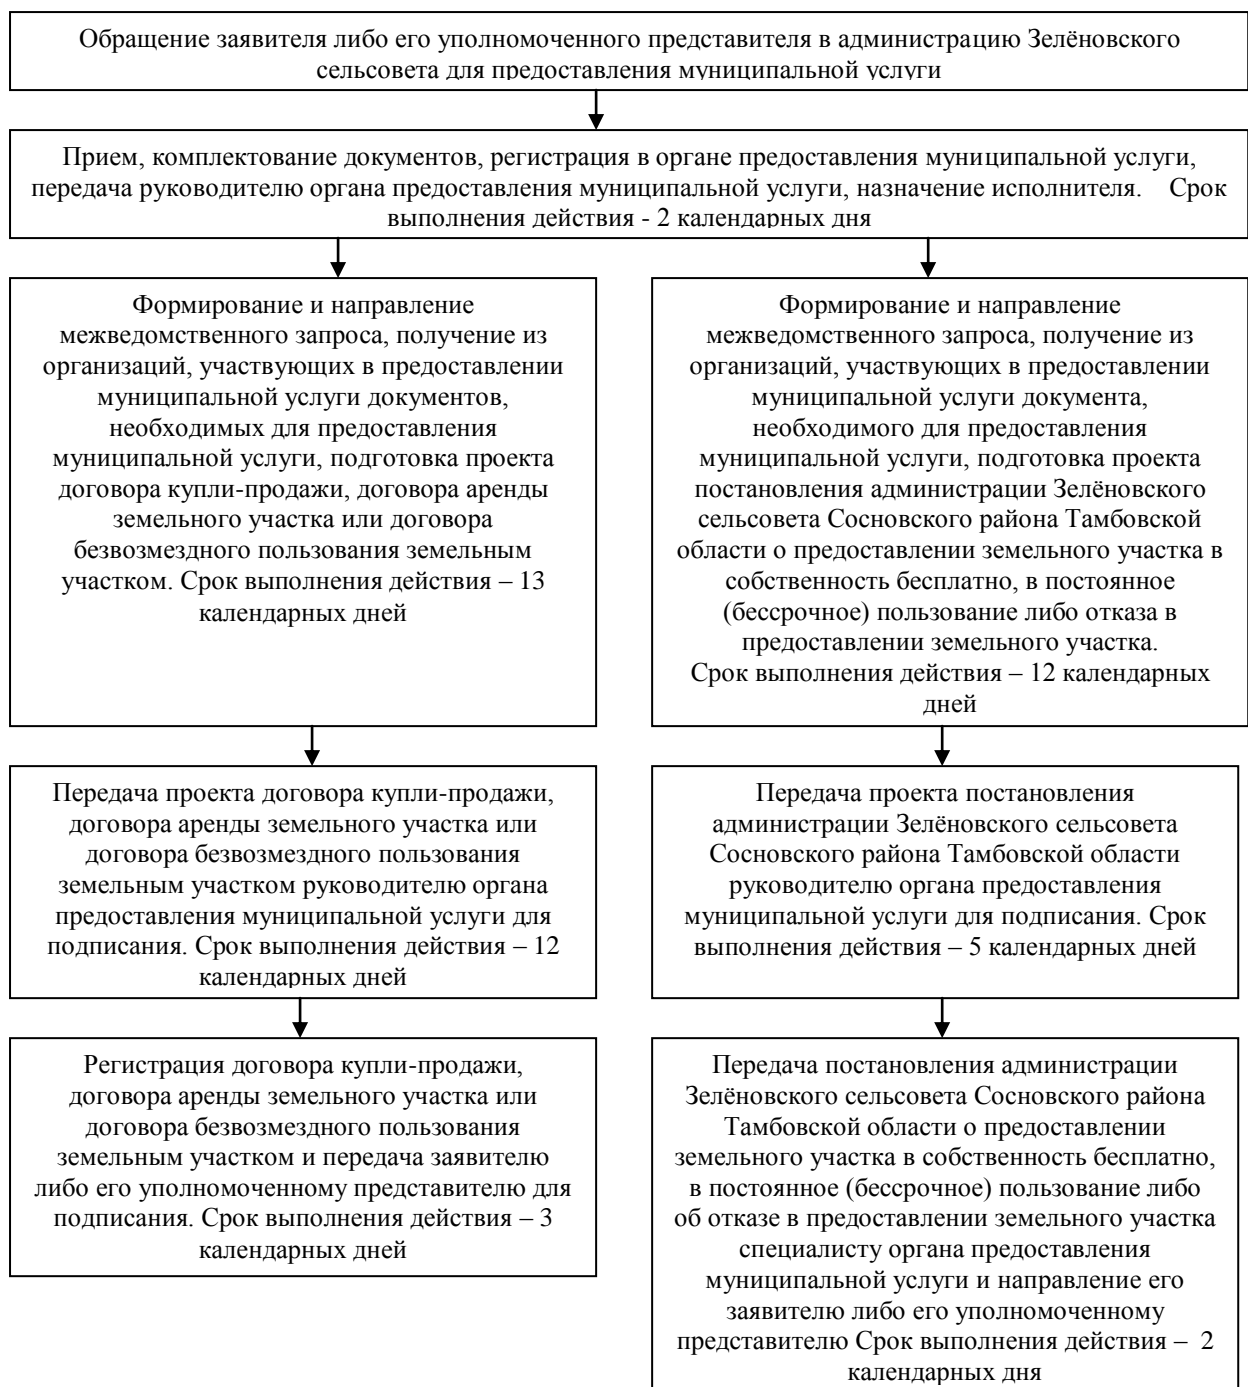 Обращение заявителя либо его уполномоченного представителя в администрацию Зелёновского
сельсовета для предоставления муниципальной услуги
Прием, комплектование документов, регистрация в органе предоставления муниципальной услуги,
передача руководителю органа предоставления муниципальной услуги, назначение исполнителя. Срок
выполнения действия - 2 календарных дня
Формирование и направление
межведомственного запроса, получение из
организаций, участвующих в предоставлении
муниципальной услуги документов,
необходимых для предоставления
муниципальной услуги, подготовка проекта
договора купли-продажи, договора аренды
земельного участка или договора
безвозмездного пользования земельным
участком. Срок выполнения действия – 13
календарных дней
Формирование и направление
межведомственного запроса, получение из
организаций, участвующих в предоставлении
муниципальной услуги документа,
необходимого для предоставления
муниципальной услуги, подготовка проекта
постановления администрации Зелёновского
сельсовета Сосновского района Тамбовской
области о предоставлении земельного участка в
собственность бесплатно, в постоянное
(бессрочное) пользование либо отказа в
предоставлении земельного участка.
Срок выполнения действия – 12 календарных
дней
Передача проекта договора купли-продажи,
договора аренды земельного участка или
договора безвозмездного пользования
земельным участком руководителю органа
предоставления муниципальной услуги для
подписания. Срок выполнения действия – 12
календарных дней
Передача проекта постановления
администрации Зелёновского сельсовета
Сосновского района Тамбовской области
руководителю органа предоставления
муниципальной услуги для подписания. Срок
выполнения действия – 5 календарных дней
Регистрация договора купли-продажи,
договора аренды земельного участка или
договора безвозмездного пользования
земельным участком и передача заявителю
либо его уполномоченному представителю для
подписания. Срок выполнения действия – 3
календарных дней
Передача постановления администрации
Зелёновского сельсовета Сосновского района
Тамбовской области о предоставлении
земельного участка в собственность бесплатно,
в постоянное (бессрочное) пользование либо
об отказе в предоставлении земельного участка
специалисту органа предоставления
муниципальной услуги и направление его
заявителю либо его уполномоченному
представителю Срок выполнения действия – 2
календарных дня